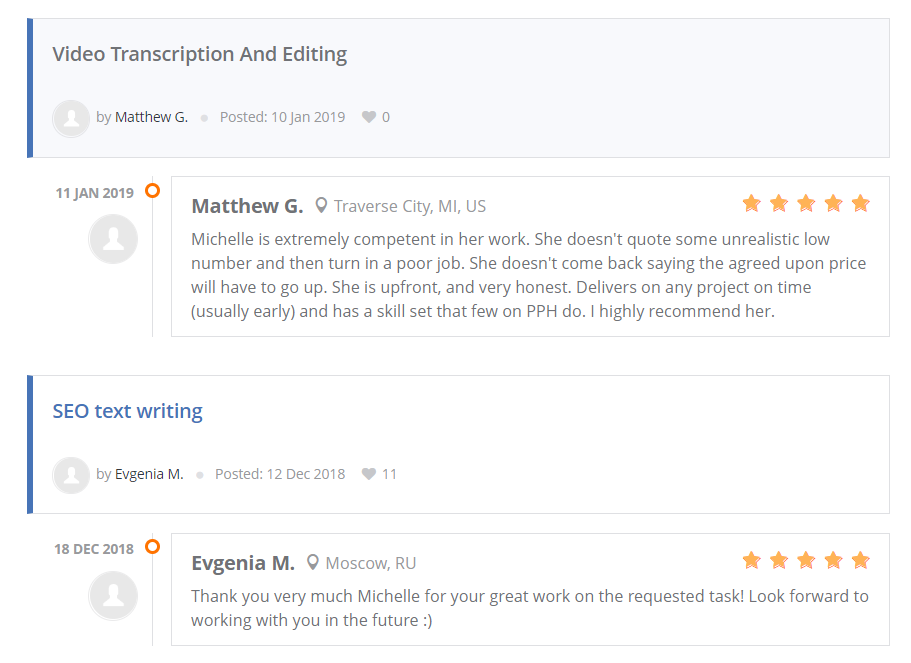 Video Transcription And Editing
by Matthew G. Posted: 10 Jan 2019 0
11 JAN 2019
Matthew G. Traverse City, MI, US
Michelle is extremely competent in her work. She doesn't quote some unrealistic low
number and then turn in a poor job. She doesn't come back saying the agreed upon price
will have to go up. She is upfront, and very honest. Delivers on any project on time
(usually early) and has a skill set that few on PPH do. I highly recommend her.
SEO text writing
by Evgenia M. Posted: 12 Dec 2018 11
18 DEC 2018
Evgenia M. Moscow, RU
Thank you very much Michelle for your great work on the requested task! Look forward to
working with you in the future :)